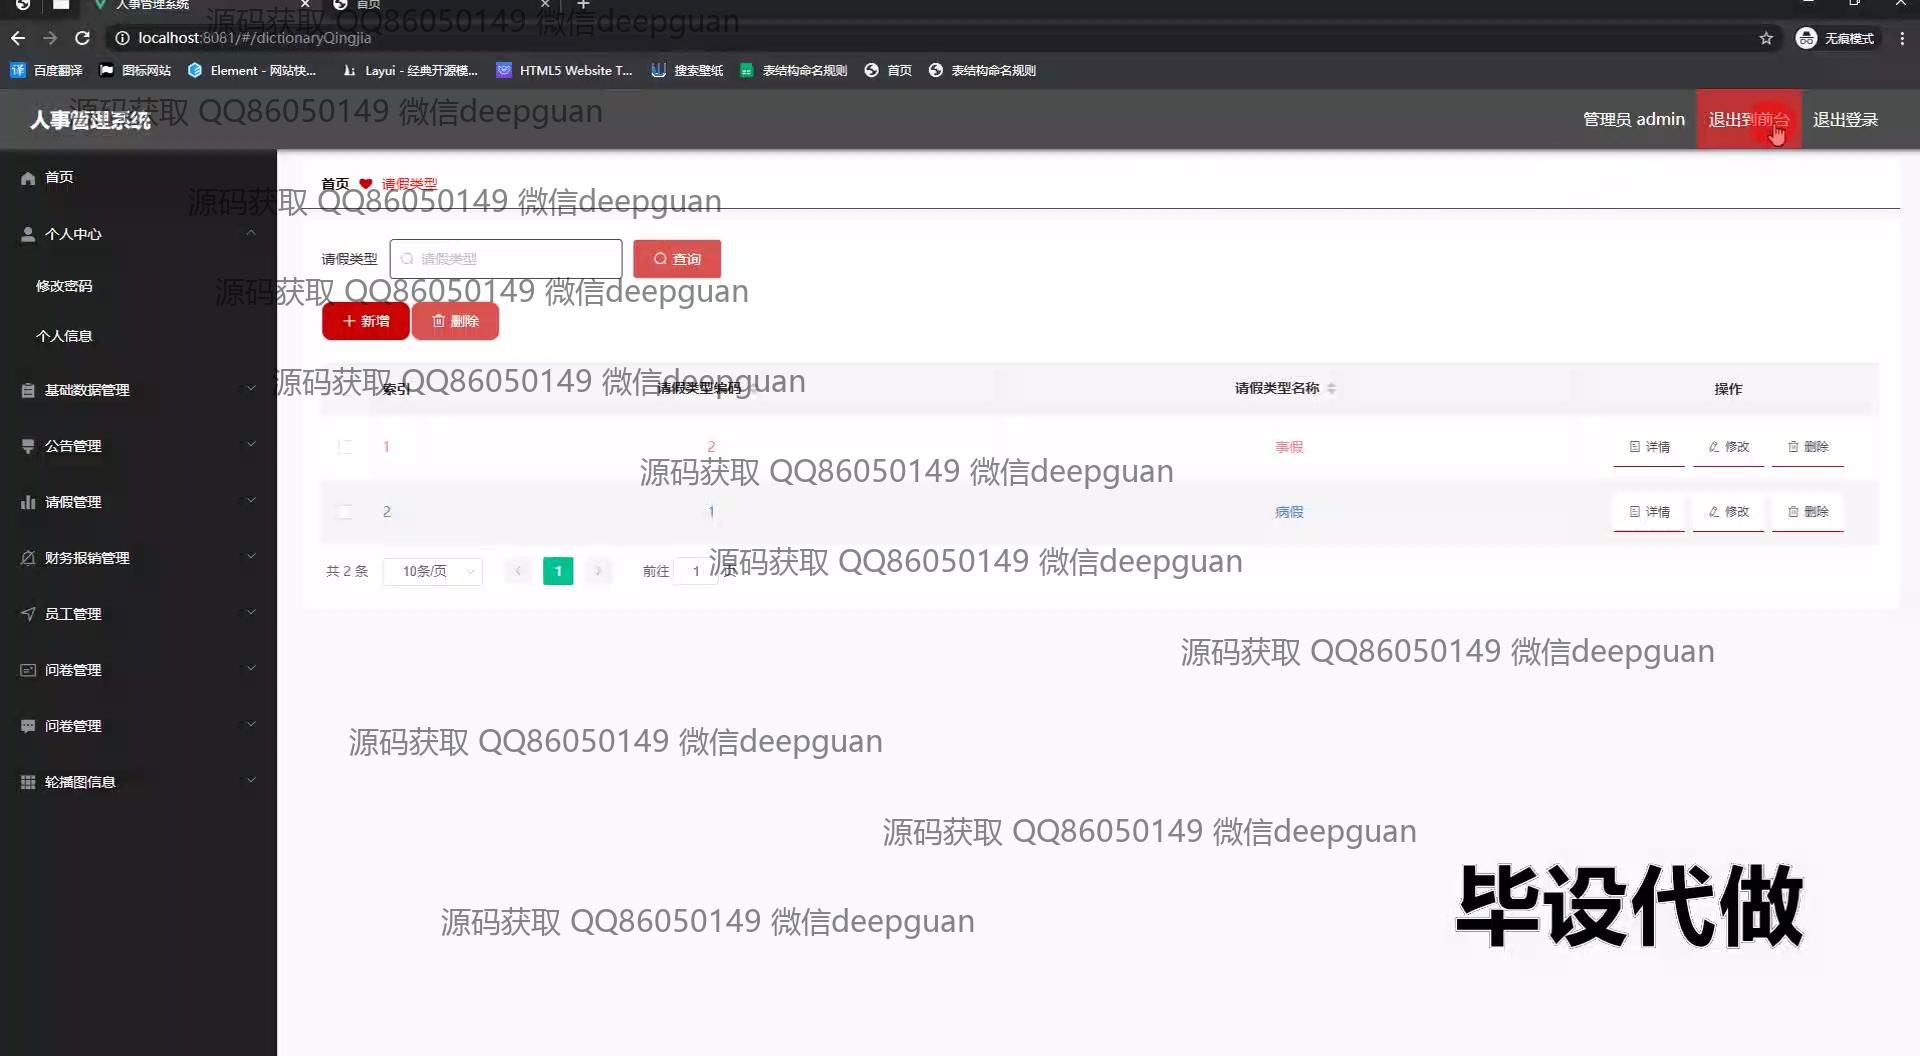 人事管理系统
首页
源码获取 QQ86050149 微信deepguan
localhost:8081/#/dictionaryQingjia
无痕模式
百度翻译 图标网站 Element - 网站快... Layui - 经典开源模... HTML5 Website T... 搜索壁纸 表结构命名规则 首页 表结构命名规则
源码获取 QQ86050149 微信deepguan
人事管理系统
管理员 admin 退出到前台 退出登录
首页
个人中心
修改密码
个人信息
基础数据管理
公告管理
请假管理
财务报销管理
员工管理
问卷管理
问卷管理
轮播图信息
首页 请假类型
源码获取 QQ86050149 微信deepguan
请假类型 请假类型 查询
源码获取 QQ86050149 微信deepguan
新增 删除
源码获取 QQ86050149 微信deepguan
索引 请假类型编码 请假类型名称 操作
1 2 事假 详情 修改 删除
源码获取 QQ86050149 微信deepguan
2 1 病假 详情 修改 删除
共 2 条 10条/页 1 前往 1 页
源码获取 QQ86050149 微信deepguan
源码获取 QQ86050149 微信deepguan
源码获取 QQ86050149 微信deepguan
源码获取 QQ86050149 微信deepguan
毕设代做
源码获取 QQ86050149 微信deepguan